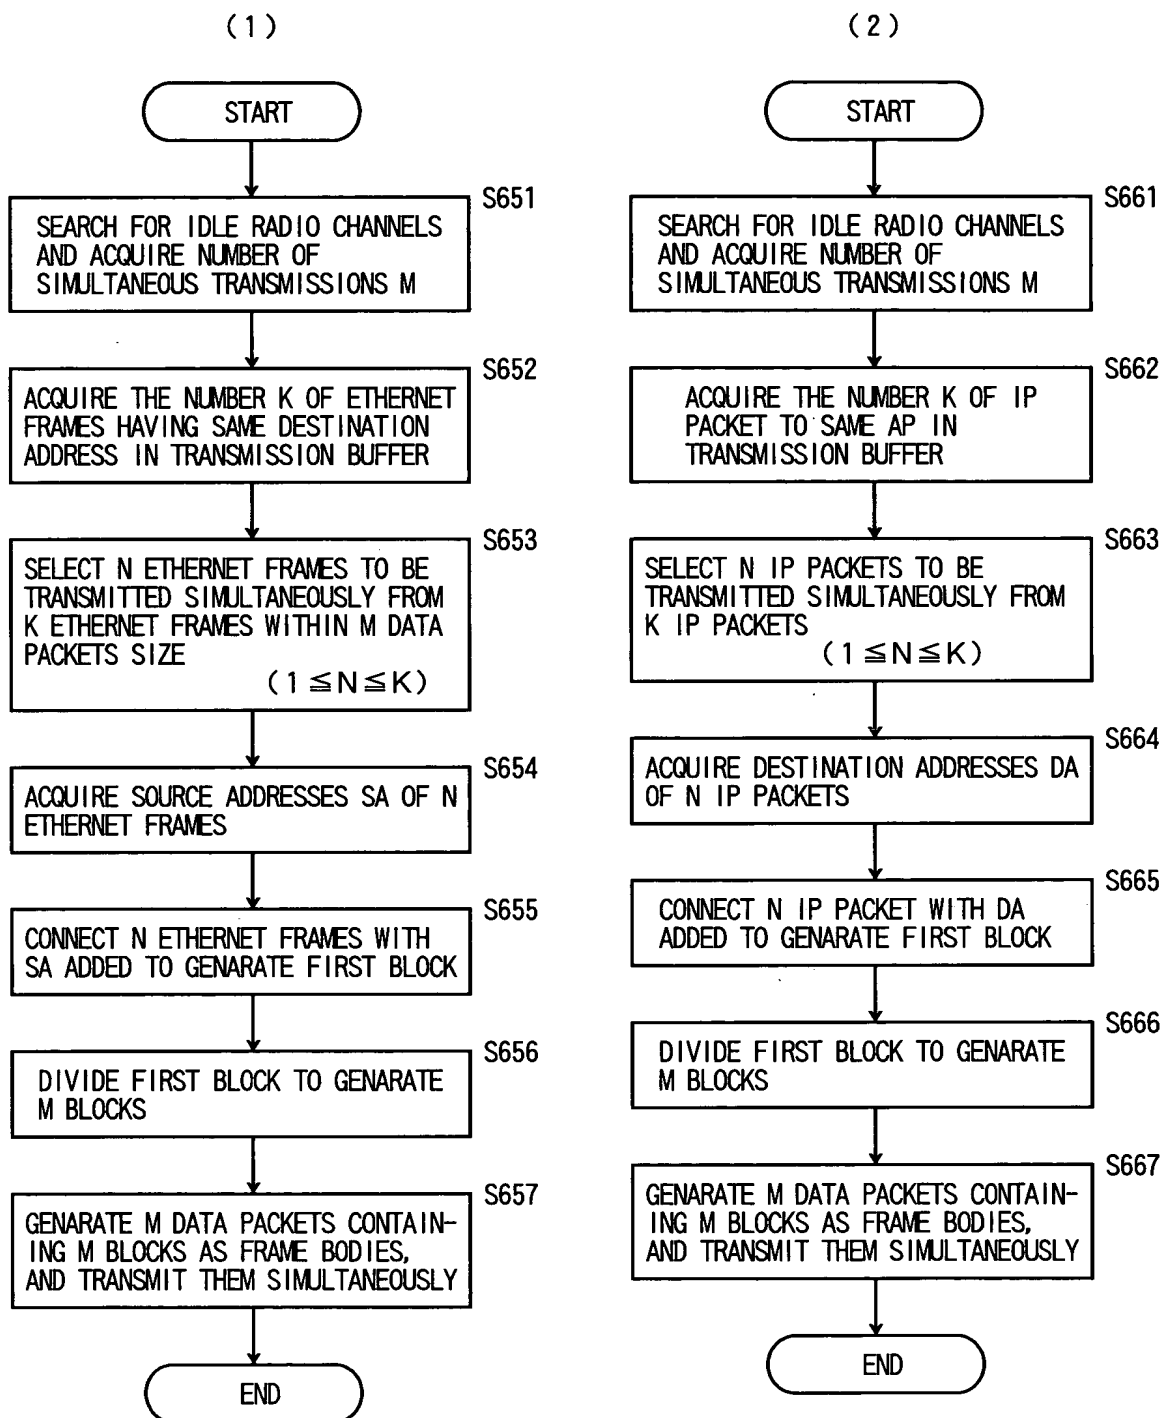 (1)
START
S651
SEARCH FOR IDLE RADIO CHANNELS
AND ACQUIRE NUMBER OF
SIMULTANEOUS TRANSMISSIONS M
S652
ACQUIRE THE NUMBER K OF ETHERNET
FRAMES HAVING SAME DESTINATION
ADDRESS IN TRANSMISSION BUFFER
S653
SELECT N ETHERNET FRAMES TO BE
TRANSMITTED SIMULTANEOUSLY FROM
K ETHERNET FRAMES WITHIN M DATA
PACKETS SIZE
(1≦N≦K)
S654
ACQUIRE SOURCE ADDRESSES SA OF N
ETHERNET FRAMES
S655
CONNECT N ETHERNET FRAMES WITH
SA ADDED TO GENARATE FIRST BLOCK
S656
DIVIDE FIRST BLOCK TO GENARATE
M BLOCKS
S657
GENARATE M DATA PACKETS CONTAIN-
ING M BLOCKS AS FRAME BODIES,
AND TRANSMIT THEM SIMULTANEOUSLY
END
(2)
START
S661
SEARCH FOR IDLE RADIO CHANNELS
AND ACQUIRE NUMBER OF
SIMULTANEOUS TRANSMISSIONS M
S662
ACQUIRE THE NUMBER K OF IP
PACKET TO SAME AP IN
TRANSMISSION BUFFER
S663
SELECT N IP PACKETS TO BE
TRANSMITTED SIMULTANEOUSLY FROM
K IP PACKETS
(1≦N≦K)
S664
ACQUIRE DESTINATION ADDRESSES DA
OF N IP PACKETS
S665
CONNECT N IP PACKET WITH DA
ADDED TO GENARATE FIRST BLOCK
S666
DIVIDE FIRST BLOCK TO GENARATE
M BLOCKS
S667
GENARATE M DATA PACKETS CONTAIN-
ING M BLOCKS AS FRAME BODIES,
AND TRANSMIT THEM SIMULTANEOUSLY
END